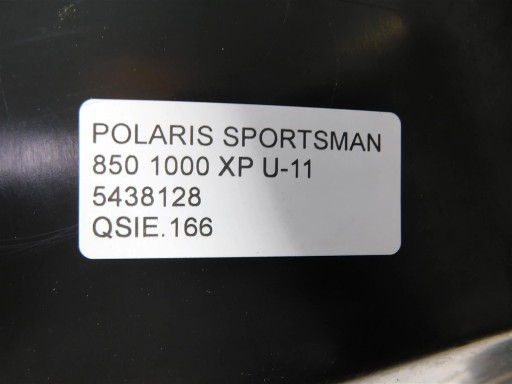 POLARIS SPORTSMAN
850 1000 XP U-11
5438128
QSIE.166